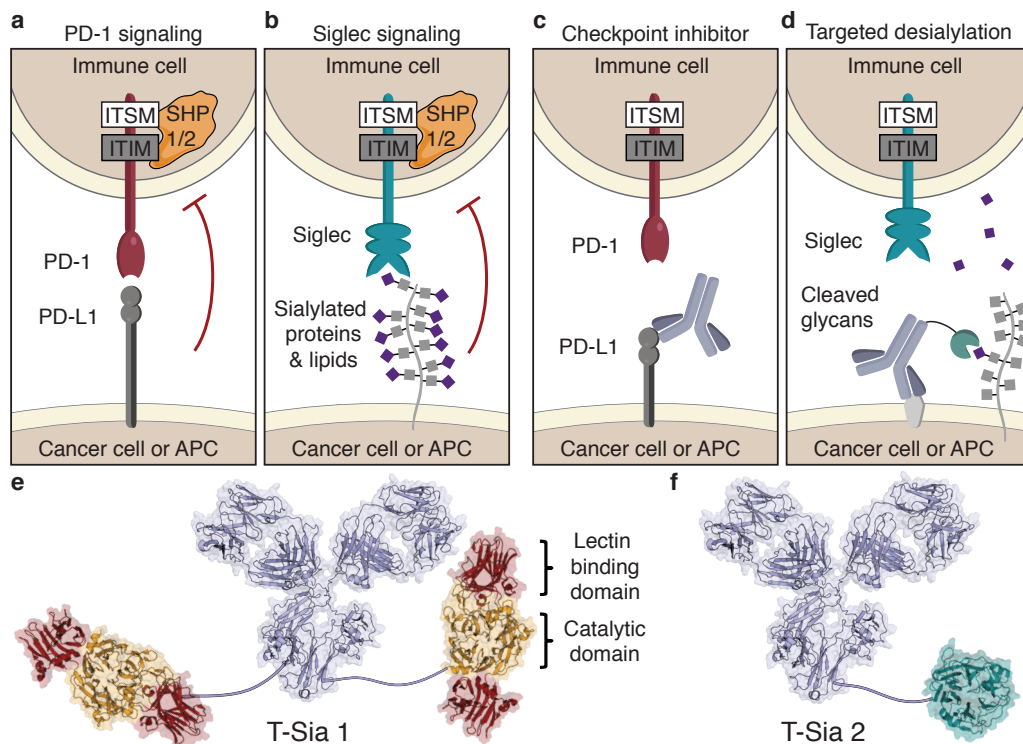 a
PD-1 signaling
Immune cell
ITSM
SHP
1/2
ITIM
PD-1
PD-L1
Cancer cell or APC
b
Siglec signaling
Immune cell
ITSM
SHP
1/2
ITIM
Siglec
Sialylated
proteins
& lipids
Cancer cell or APC
c
Checkpoint inhibitor
Immune cell
ITSM
ITIM
PD-1
PD-L1
Cancer cell or APC
d
Targeted desialylation
Immune cell
ITSM
ITIM
Siglec
Cleaved
glycans
Cancer cell or APC
e
Lectin
binding
domain
Catalytic
domain
T-Sia 1
f
T-Sia 2